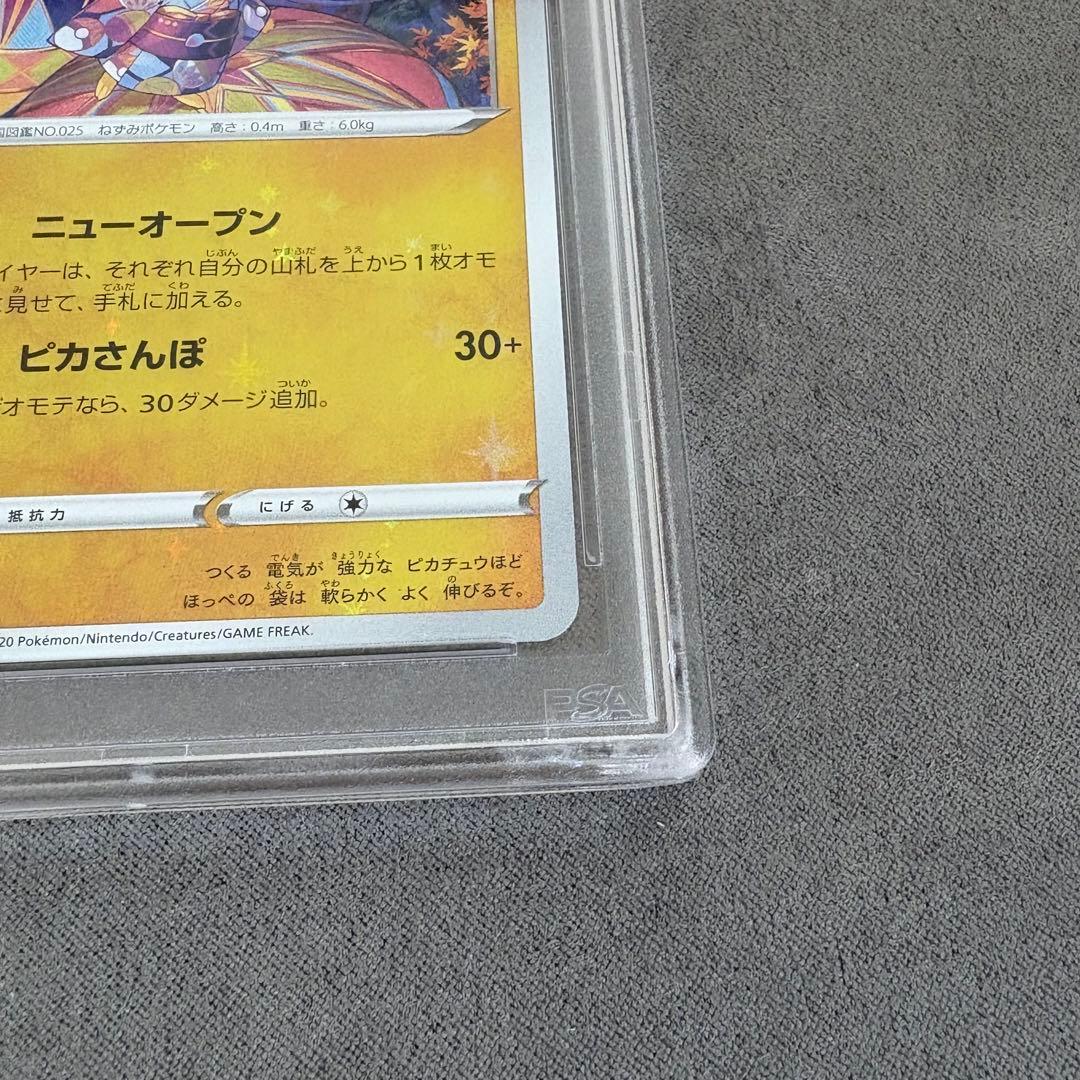 図鑑NO.025 ねずみポケモン 高さ:0.4m 重さ:6.0kg
ニューオープン
イヤーは、それぞれ自分の山札を上から1枚オモ
見せて、手札に加える。
ピカさんぽ 30+
オモテなら、30ダメージ追加。
抵抗力 にげる
つくる 電気が 強力な ピカチュウほど
ほっぺの 袋は 軟らかく よく 伸びるぞ。
20 Pokémon/Nintendo/Creatures/GAME FREAK.
PSA